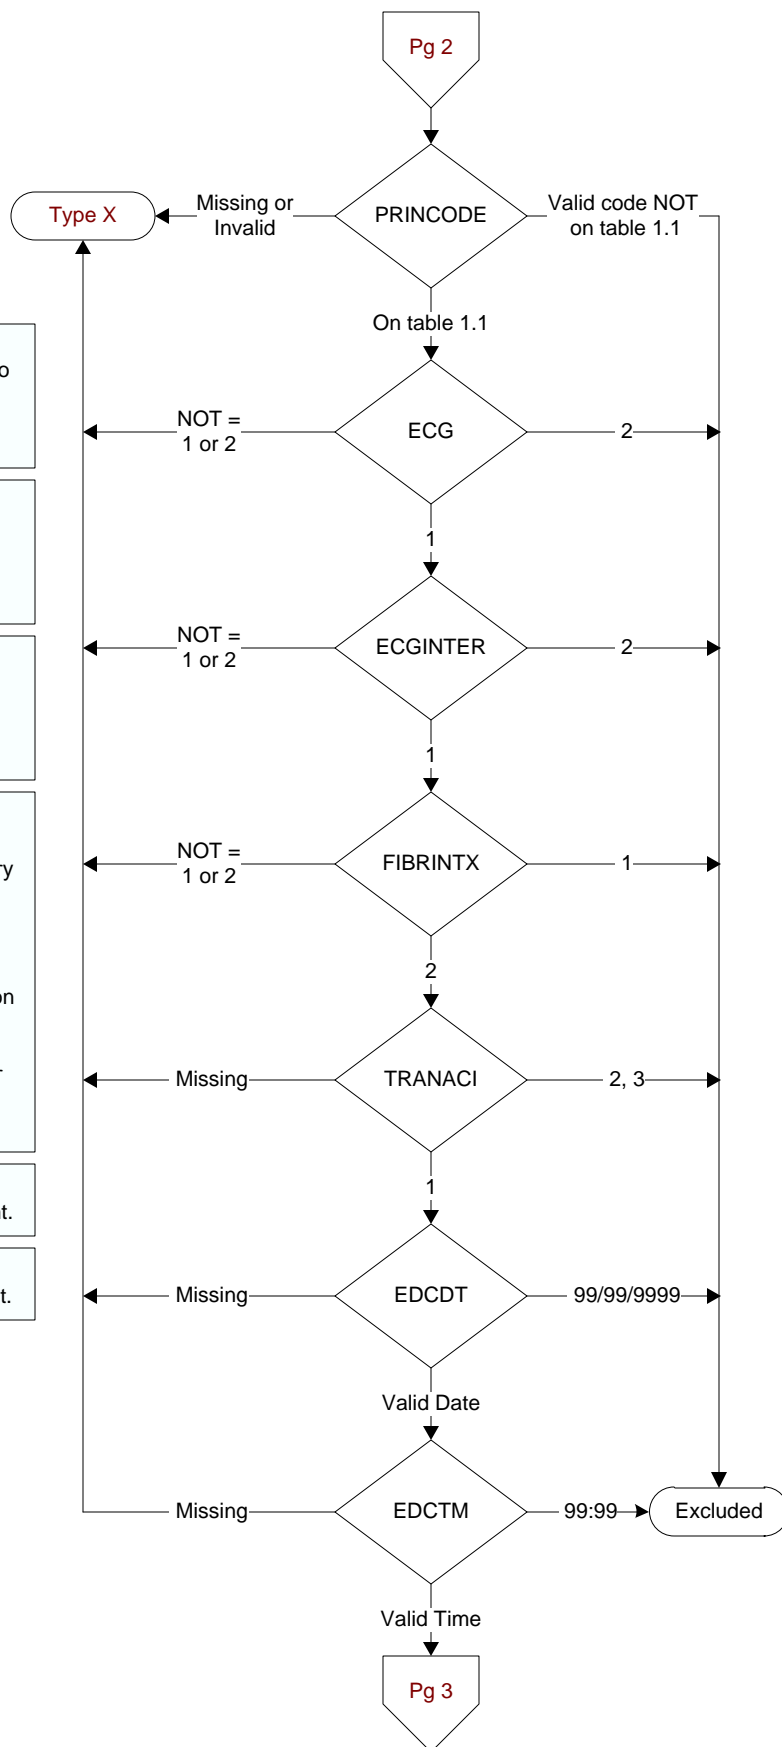 Pg 2
Type X
Missing or
Invalid
PRINCODE
Valid code NOT
on table 1.1
On table 1.1
NOT =
1 or 2
ECG
2
1
NOT =
1 or 2
ECGINTER
2
1
NOT =
1 or 2
FIBRINTX
1
2
Missing
TRANACI
2, 3
1
Missing
EDCDT
99/99/9999
Valid Date
Missing
EDCTM
99:99
Excluded
Valid Time
Pg 3